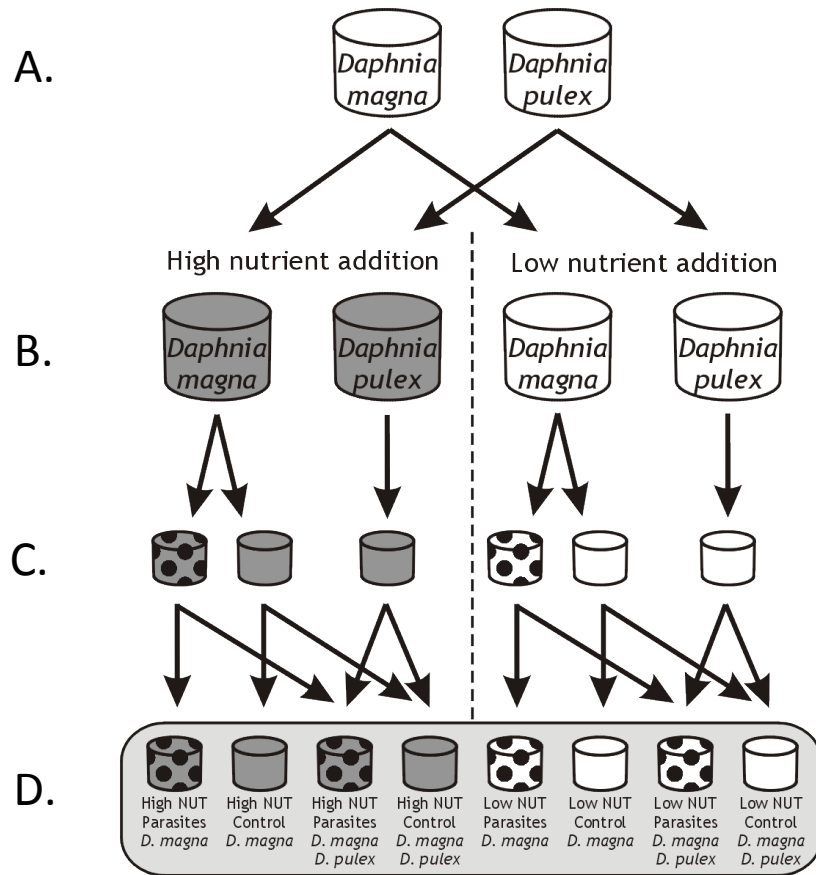 A.
Daphnia
magna
Daphnia
pulex
High nutrient addition
Low nutrient addition
B.
Daphnia
magna
Daphnia
pulex
Daphnia
magna
Daphnia
pulex
C.
D.
High NUT
Parasites
D. magna
High NUT
Control
D. magna
High NUT
Parasites
D. magna
D. pulex
High NUT
Control
D. magna
D. pulex
Low NUT
Parasites
D. magna
Low NUT
Control
D. magna
Low NUT
Parasites
D. magna
D. pulex
Low NUT
Control
D. magna
D. pulex